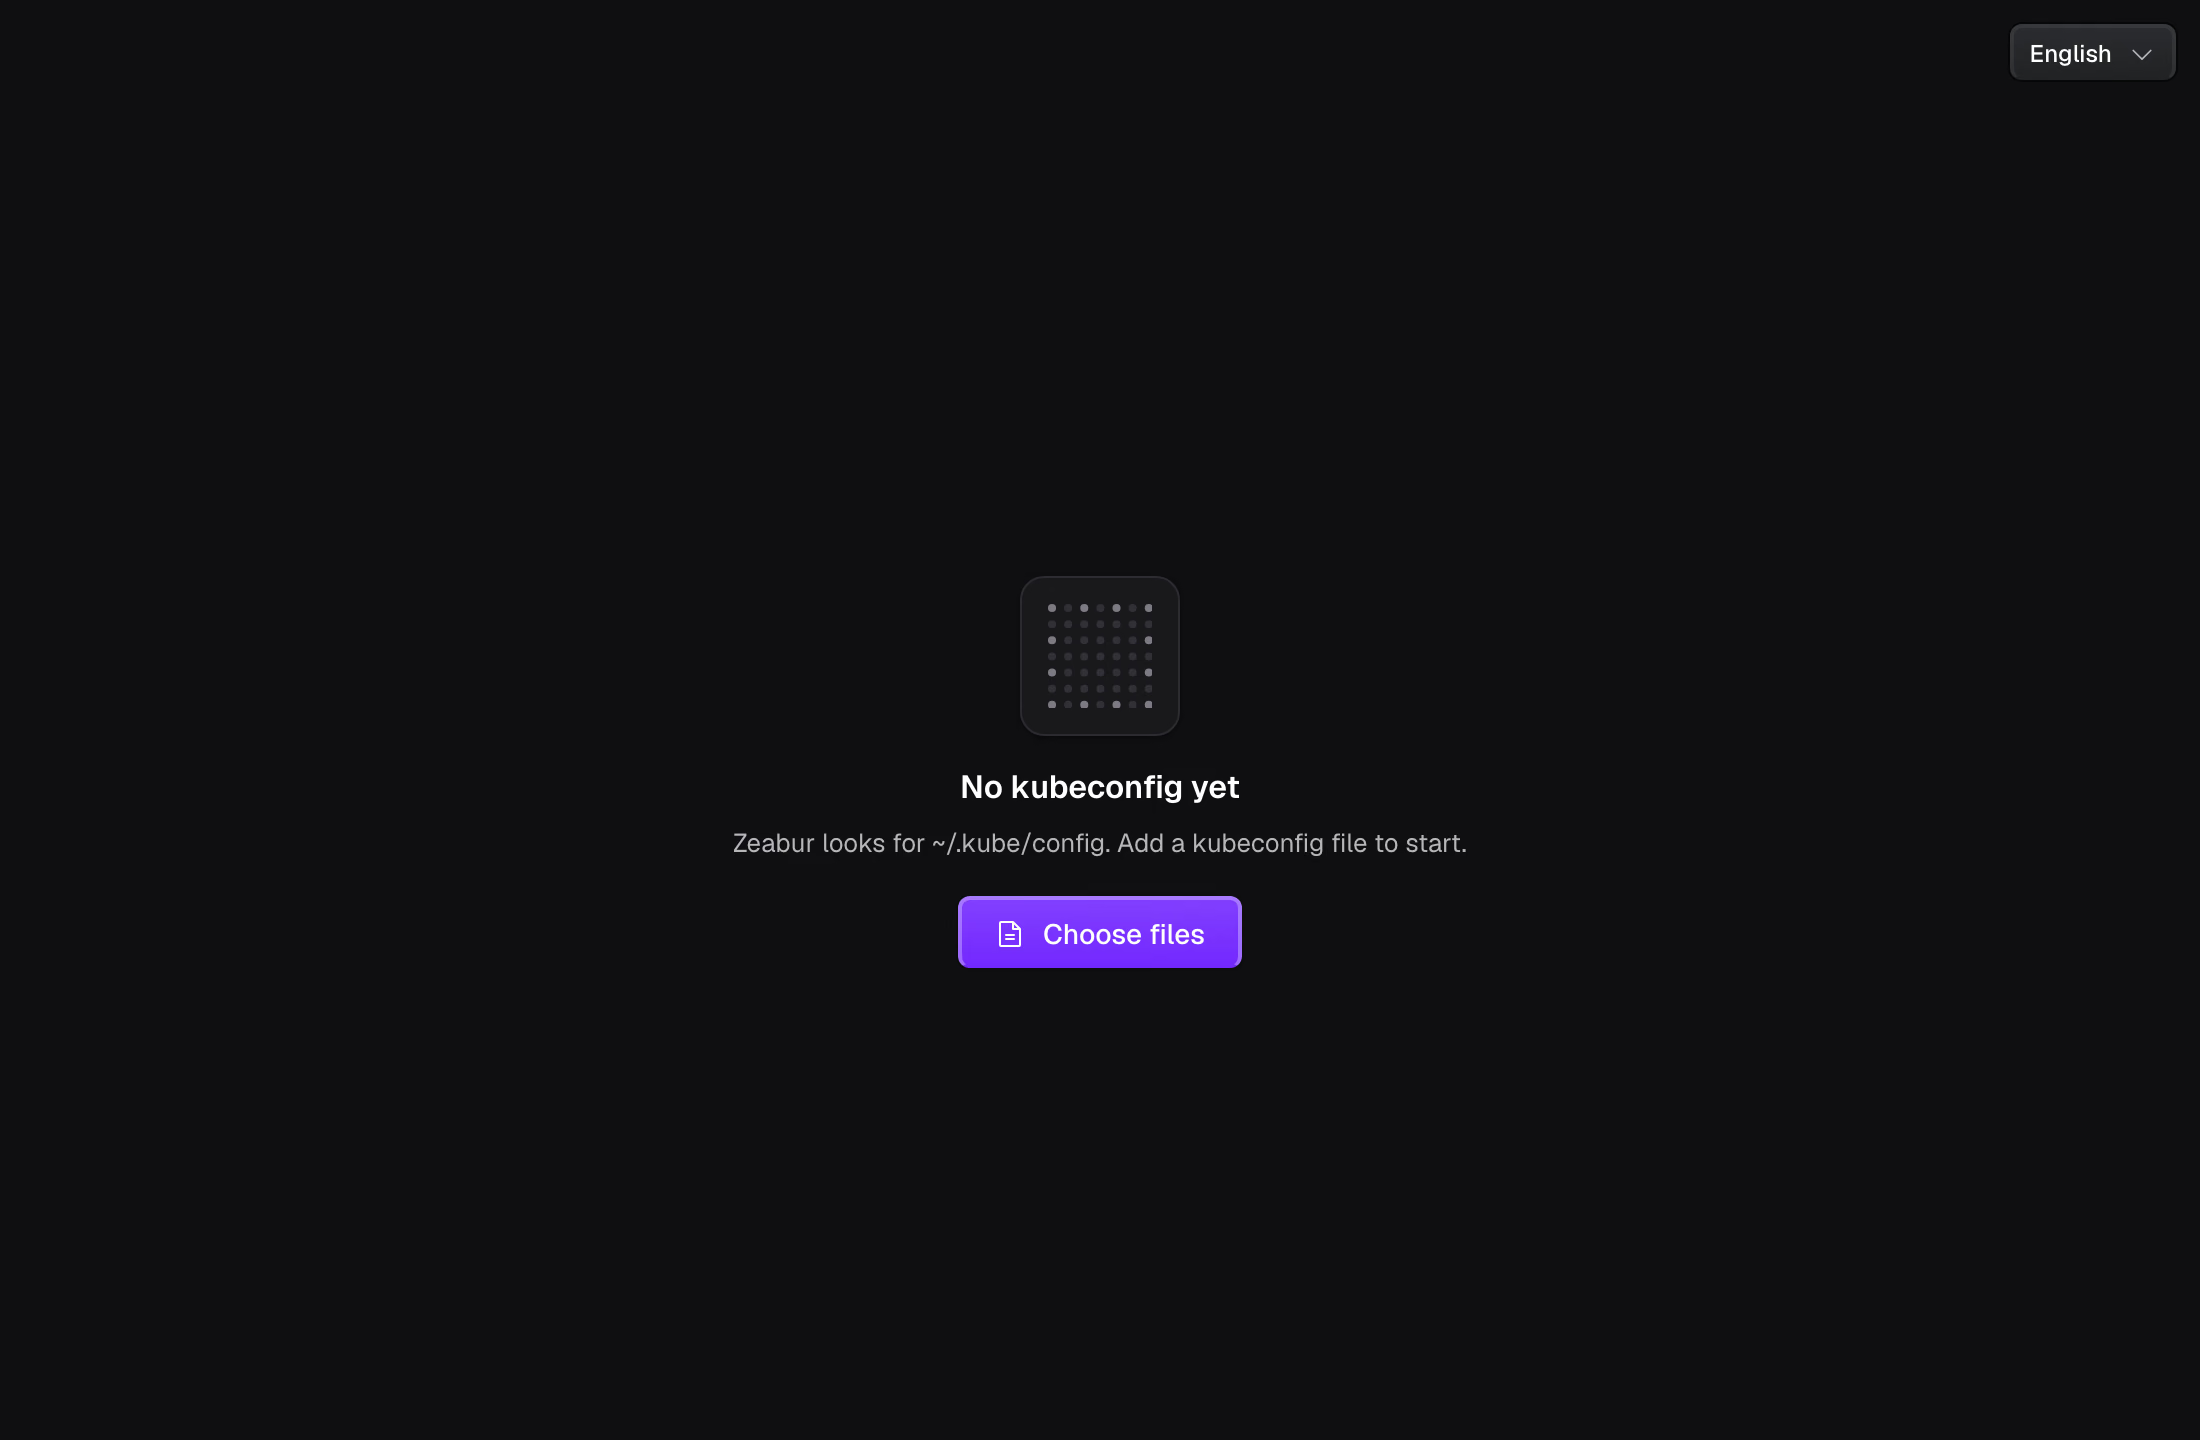 English
No kubeconfig yet
Zeabur looks for ~/.kube/config. Add a kubeconfig file to start.
Choose files